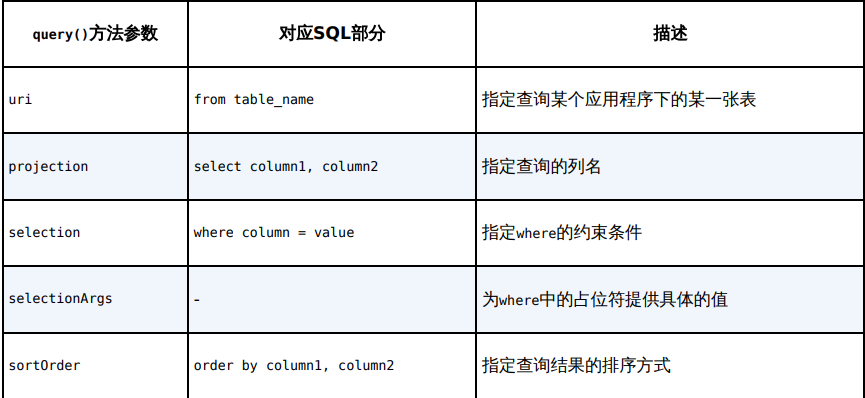 query()方法参数 对应SQL部分 描述
uri from table_name 指定查询某个应用程序下的某一张表
projection select column1, column2 指定查询的列名
selection where column = value 指定where的约束条件
selectionArgs - 为where中的占位符提供具体的值
sortOrder order by column1, column2 指定查询结果的排序方式